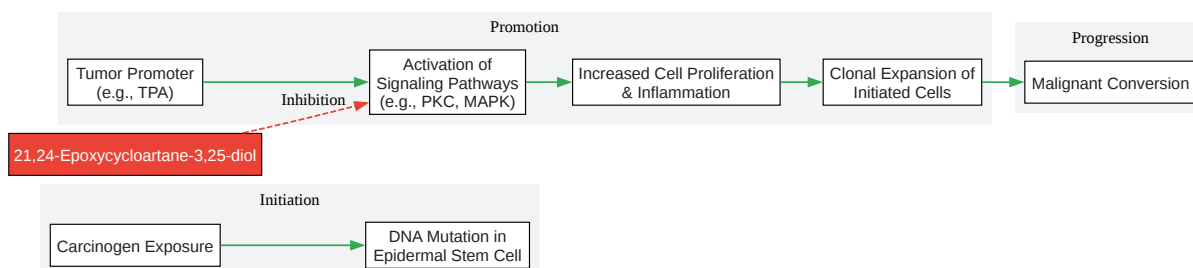 Promotion
Progression
Tumor Promoter
(e.g., TPA)
Activation of
Signaling Pathways
(e.g., PKC, MAPK)
Increased Cell Proliferation
& Inflammation
Clonal Expansion of
Initiated Cells
Malignant Conversion
Inhibition
21,24-Epoxycycloartane-3,25-diol
Initiation
Carcinogen Exposure
DNA Mutation in
Epidermal Stem Cell